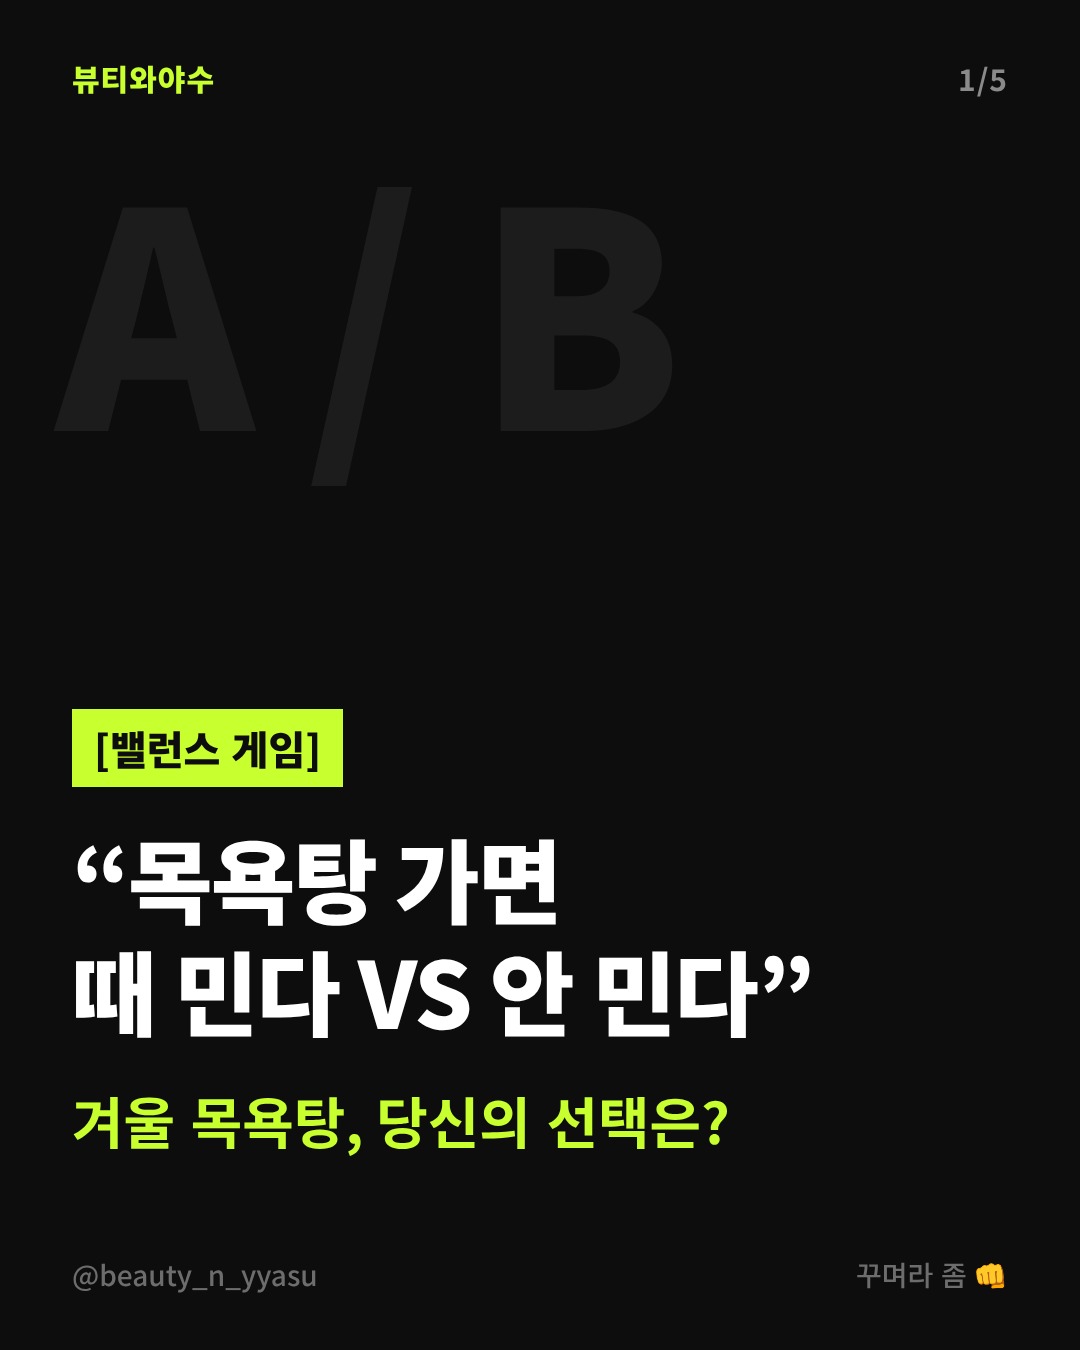 뷰티와야수
1/5
A / B
[밸런스 게임]
“목욕탕 가면
때 민다 VS 안 민다”
겨울 목욕탕, 당신의 선택은?
@beauty_n_yyasu
꾸며라 좀 👊